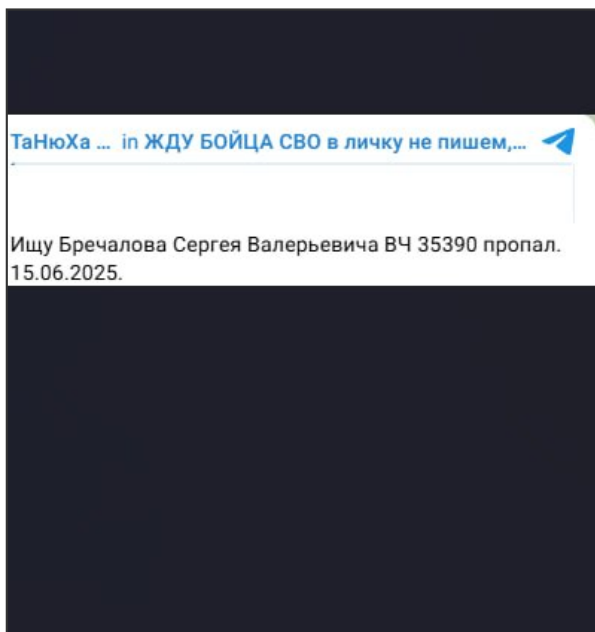 ТаНюХа ... in ЖДУ БОЙЦА СВО в личку не пишем,...
Ищу Бречалова Сергея Валерьевича ВЧ 35390 пропал.
15.06.2025.